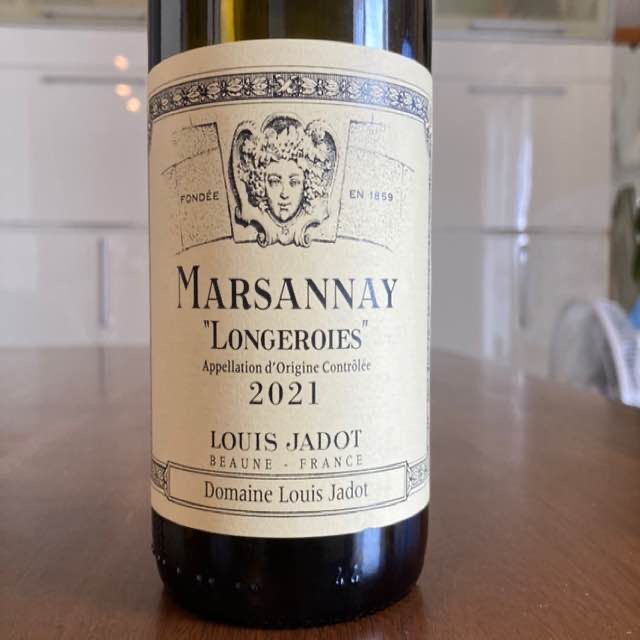 FONDÉE EN 1859
MARSANNAY
"LONGEROIES"
Appellation d'Origine Contrôlée
2021
LOUIS JADOT
BEAUNE - FRANCE
Domaine Louis Jadot